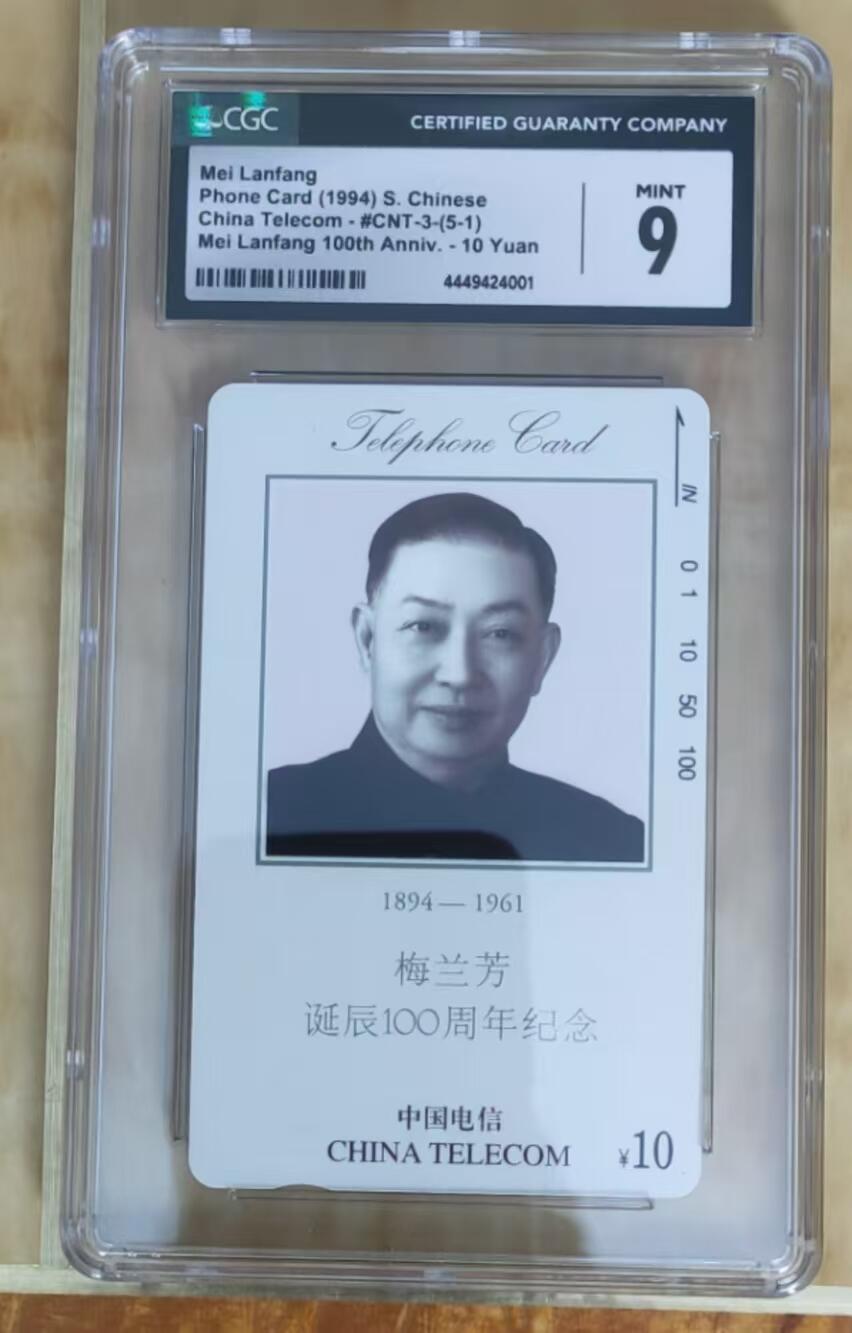 CGC
CERTIFIED GUARANTY COMPANY
Mei Lanfang
Phone Card (1994) S. Chinese
China Telecom - #CNT-3-(5-1)
Mei Lanfang 100th Anniv. - 10 Yuan
4449424001
MINT
9
Telephone Card
IN
0 1 10 50 100
1894—1961
梅兰芳
诞辰100周年纪念
中国电信
CHINA TELECOM
¥10